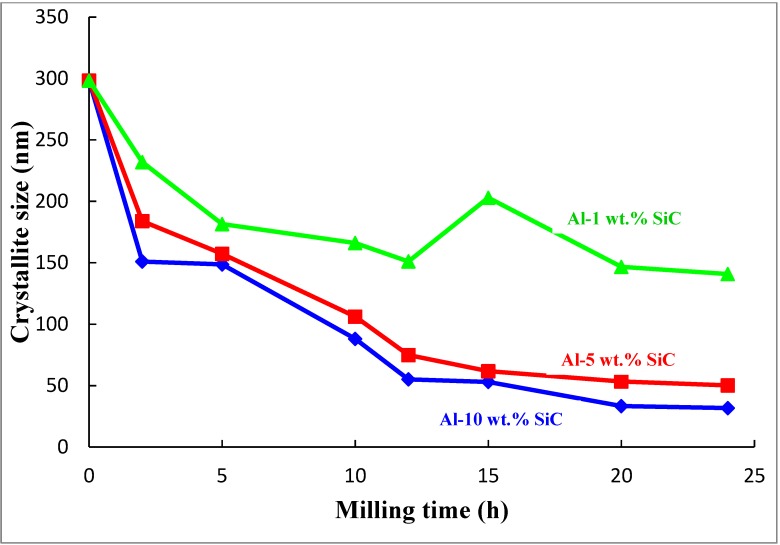 350
300
250
200
150
100
50
0
Crystallite size (nm)
Al-1 wt.% SiC
Al-5 wt.% SiC
Al-10 wt.% SiC
0 5 10 15 20 25
Milling time (h)